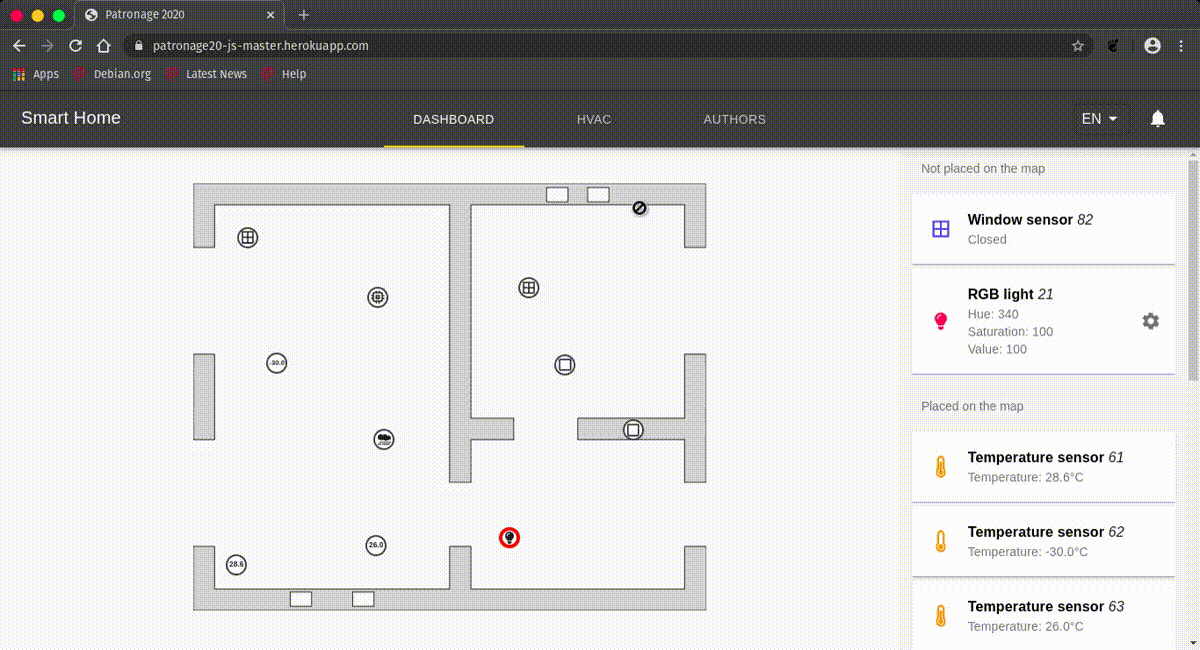 Patronage 2020
patronage20-js-master.herokuapp.com
Apps
Debian.org
Latest News
Help
Smart Home
DASHBOARD
HVAC
AUTHORS
EN
Not placed on the map
Window sensor 82
Closed
RGB light 21
Hue: 340
Saturation: 100
Value: 100
Placed on the map
Temperature sensor 61
Temperature: 28.6°C
Temperature sensor 62
Temperature: -30.0°C
Temperature sensor 63
Temperature: 26.0°C
-30.0
26.0
28.6